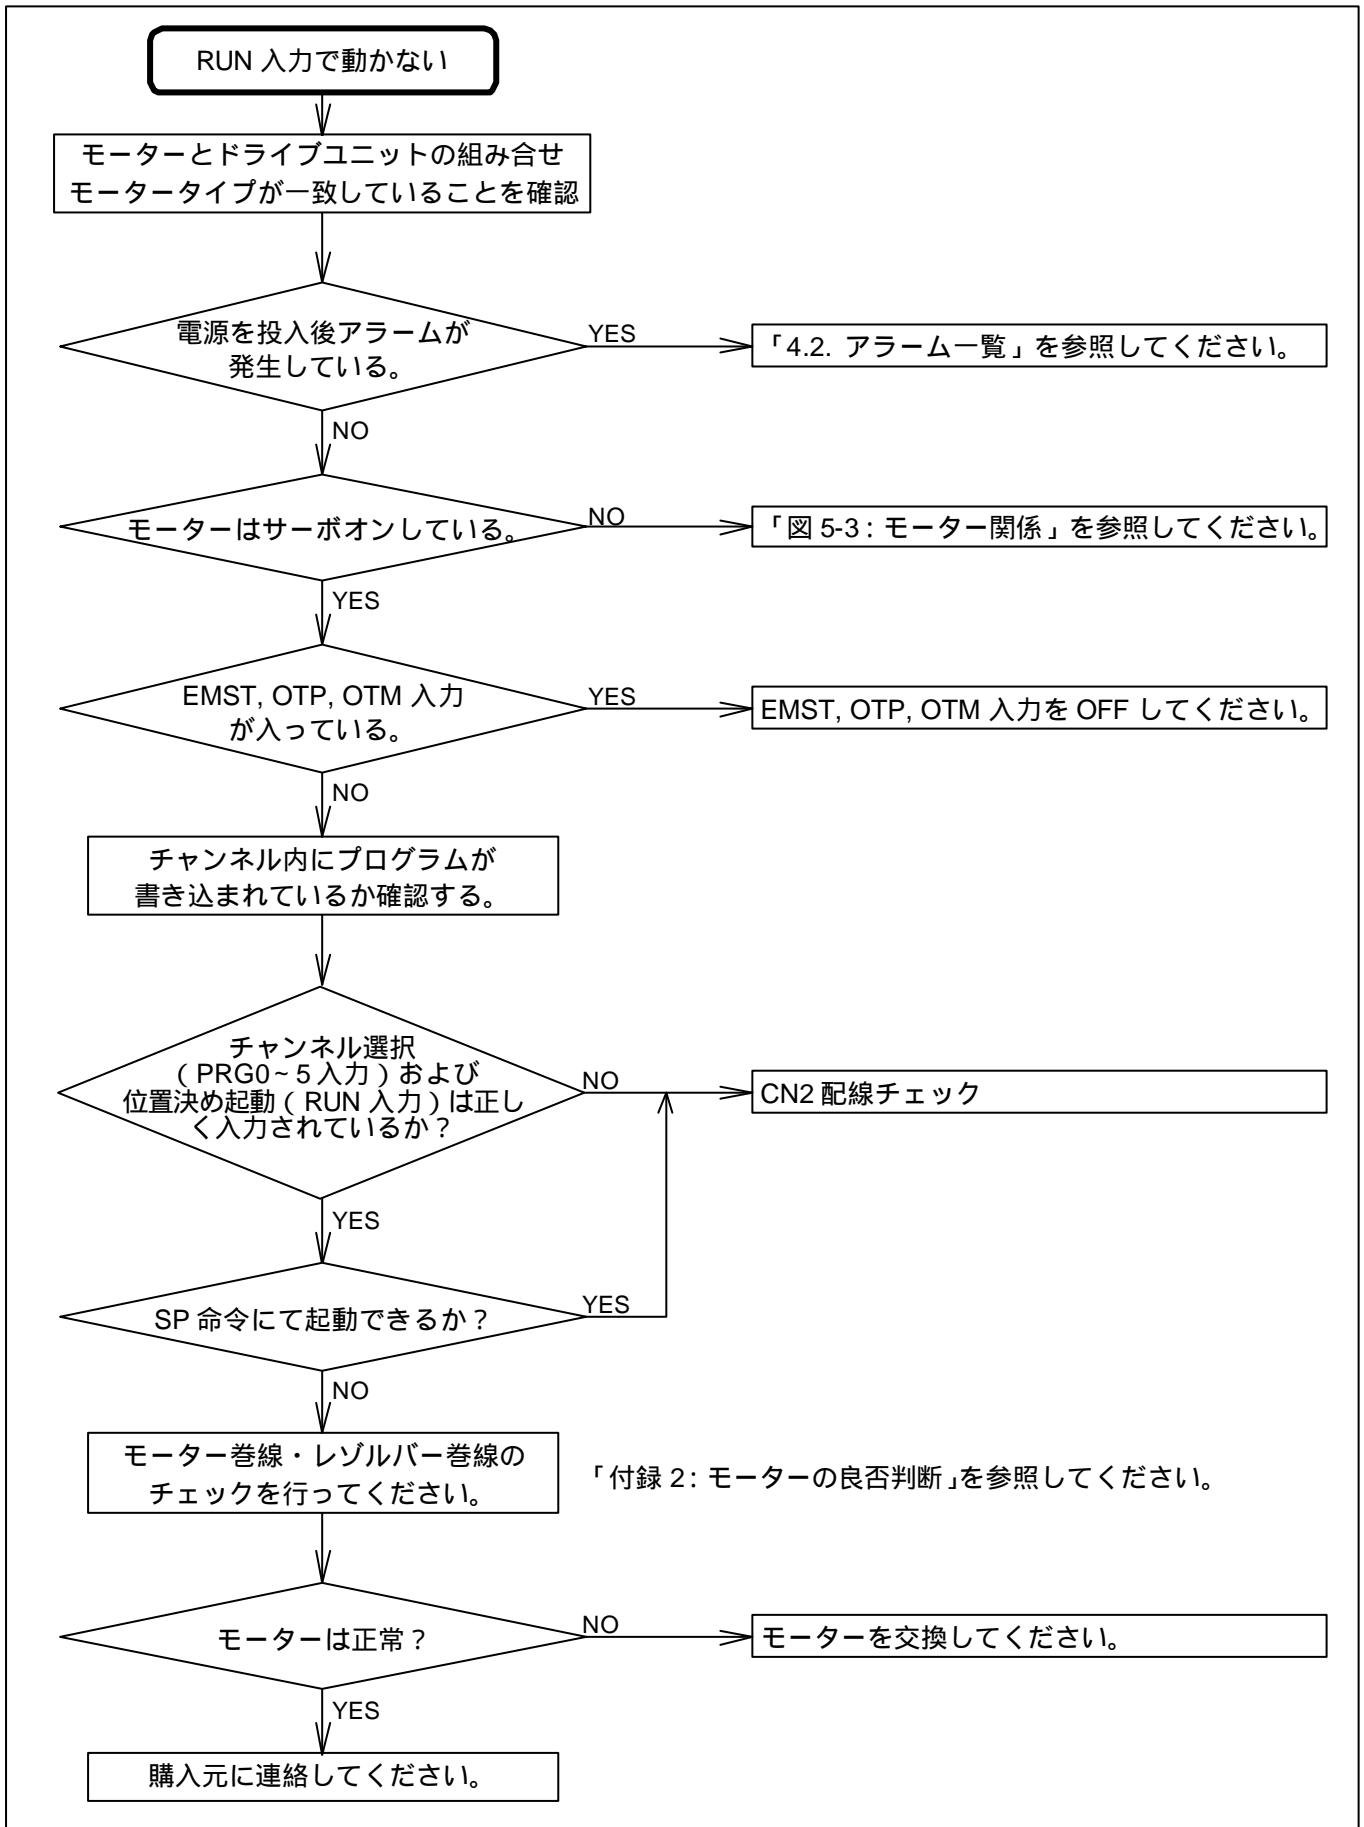 RUN 入力で動かない
モーターとドライブユニットの組み合せ
モータータイプが一致していることを確認
電源を投入後アラームが
発生している。
YES
「4.2. アラーム一覧」を参照してください。
NO
モーターはサーボオンしている。
NO
「図 5-3 : モーター関係」を参照してください。
YES
EMST, OTP, OTM 入力
が入っている。
YES
EMST, OTP, OTM 入力を OFF してください。
NO
チャンネル内にプログラムが
書き込まれているか確認する。
チャンネル選択
( PRG0~5 入力 ) および
位置決め起動 ( RUN 入力 ) は正し
く入力されているか?
NO
CN2 配線チェック
YES
SP 命令にて起動できるか?
YES
NO
モーター巻線・レゾルバー巻線の
チェックを行ってください。
「付録 2: モーターの良否判断」を参照してください。
モーターは正常?
NO
モーターを交換してください。
YES
購入元に連絡してください。